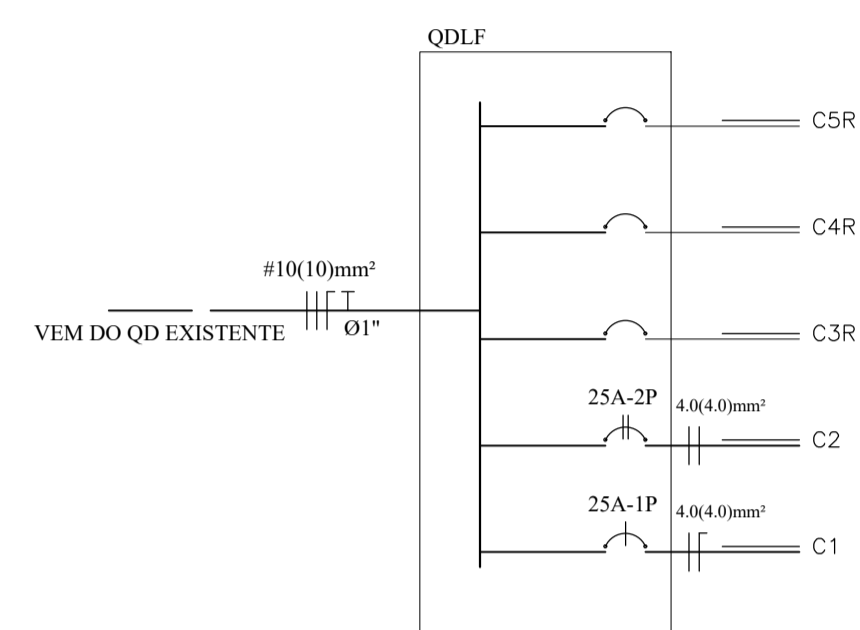 QDLF
C5R
C4R
#10(10)mm²
VEM DO QD EXISTENTE
Ø1"
C3R
25A-2P
4.0(4.0)mm²
C2
25A-1P
4.0(4.0)mm²
C1